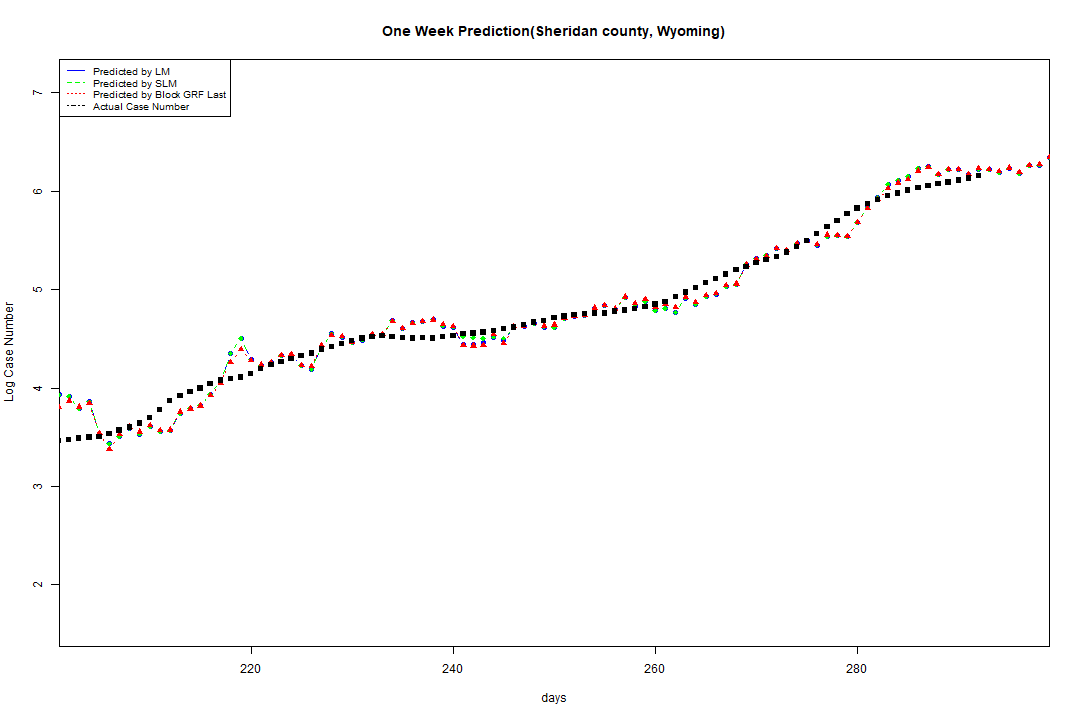 One Week Prediction(Sheridan county, Wyoming)
Predicted by LM
Predicted by SLM
Predicted by Block GRF Last
Actual Case Number
7
6
5
4
3
2
Log Case Number
220
240
260
280
days